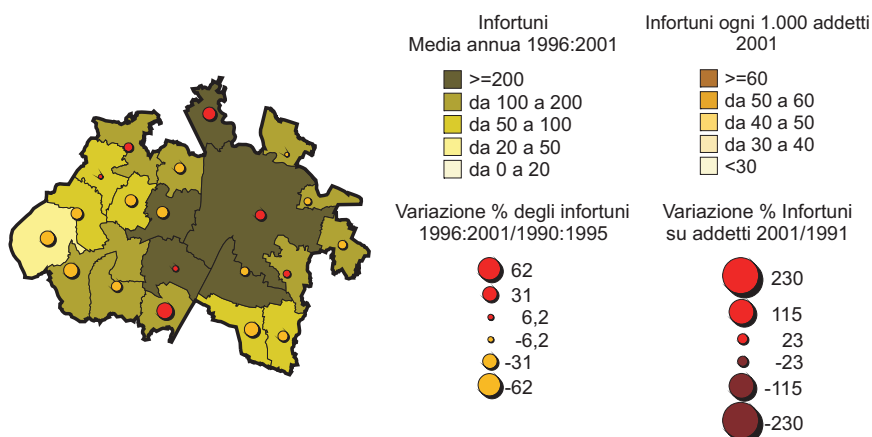 Infortuni
Media annua 1996:2001
>=200
da 100 a 200
da 50 a 100
da 20 a 50
da 0 a 20
Infortuni ogni 1.000 addetti
2001
>=60
da 50 a 60
da 40 a 50
da 30 a 40
<30
Variazione % degli infortuni
1996:2001/1990:1995
62
31
6,2
-6,2
-31
-62
Variazione % Infortuni
su addetti 2001/1991
230
115
23
-23
-115
-230